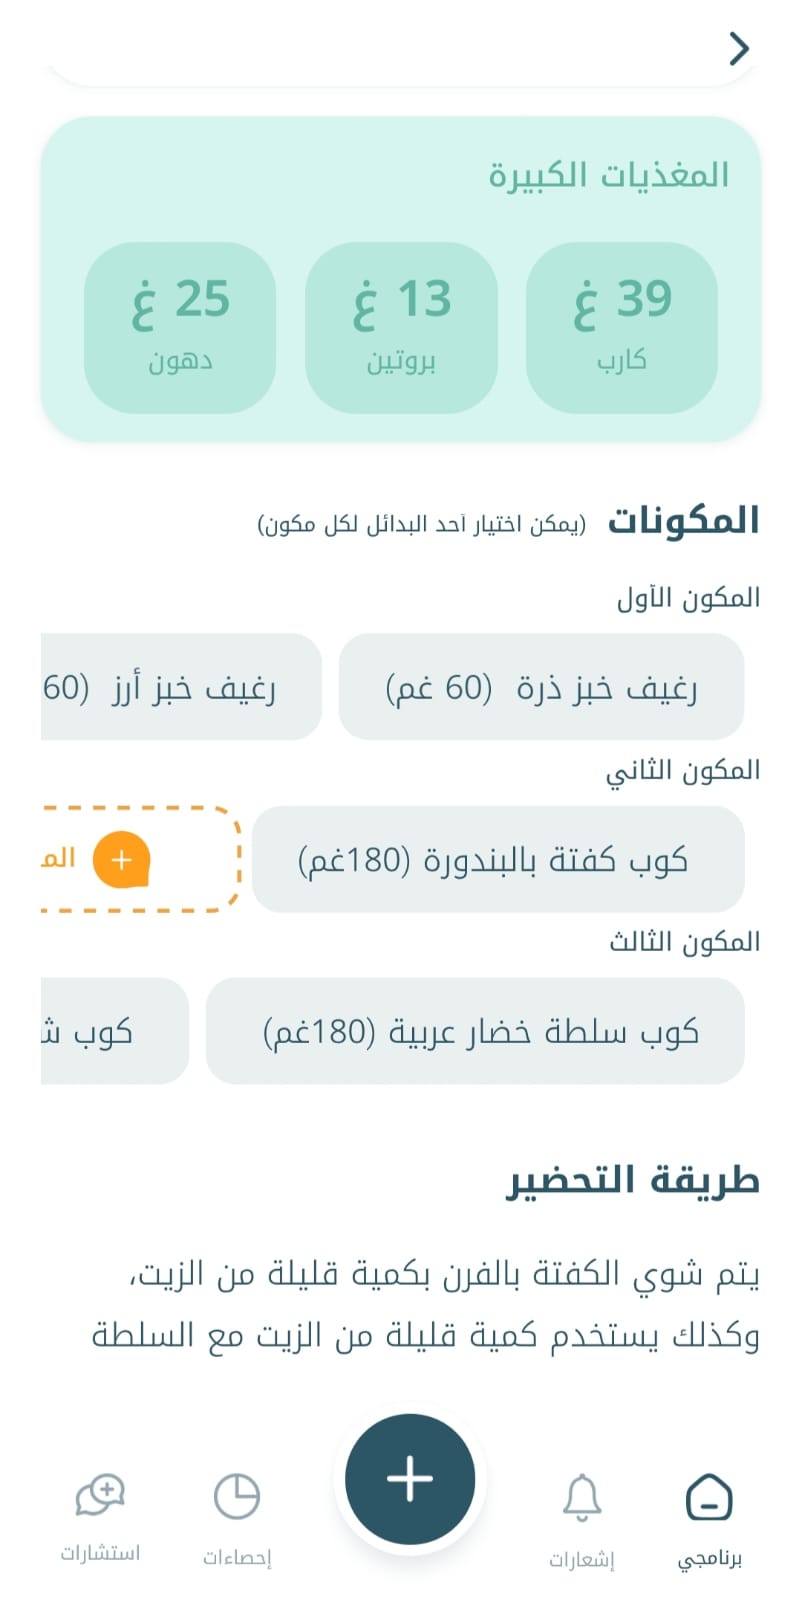 المغذيات الكبيرة
39 غ
كارب
13 غ
بروتين
25 غ
دهون
المكونات (يمكن اختيار أحد البدائل لكل مكون)
المكون الأول
رغيف خبز ذرة (60 غم)
رغيف خبز أرز (60
المكون الثاني
كوب كفتة بالبندورة (180غم)
المكون الثالث
كوب سلطة خضار عربية (180غم)
كوب
طريقة التحضير
يتم شوي الكفتة بالفرن بكمية قليلة من الزيت،
وكذلك يستخدم كمية قليلة من الزيت مع السلطة
برنامجي
إشعارات
إحصاءات
استشارات